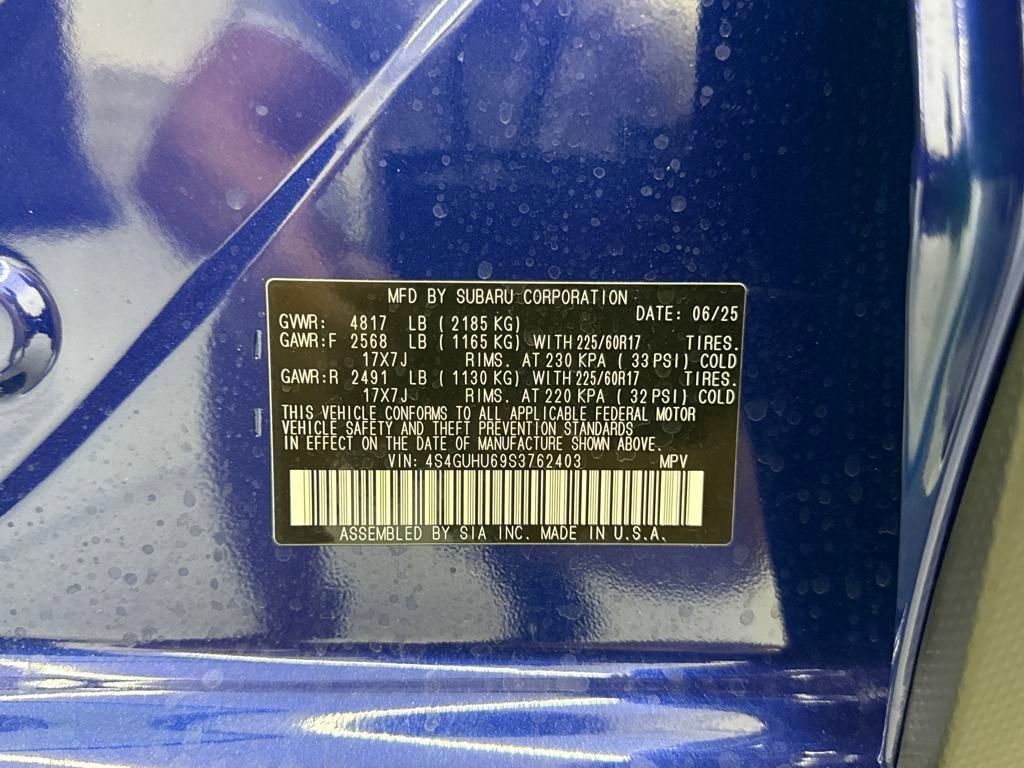 MFD BY SUBARU CORPORATION
DATE: 06/25
GVWR: 4817 LB ( 2185 KG)
GAWR:F 2568 LB ( 1165 KG) WITH 225/60R17 TIRES.
17X7J RIMS. AT 230 KPA ( 33 PSI) COLD
GAWR:R 2491 LB ( 1130 KG) WITH 225/60R17 TIRES.
17X7J RIMS. AT 220 KPA ( 32 PSI) COLD
THIS VEHICLE CONFORMS TO ALL APPLICABLE FEDERAL MOTOR
VEHICLE SAFETY AND THEFT PREVENTION STANDARDS
IN EFFECT ON THE DATE OF MANUFACTURE SHOWN ABOVE.
VIN: 4S4GUHU69S3762403 MPV
ASSEMBLED BY SIA INC. MADE IN U.S.A.